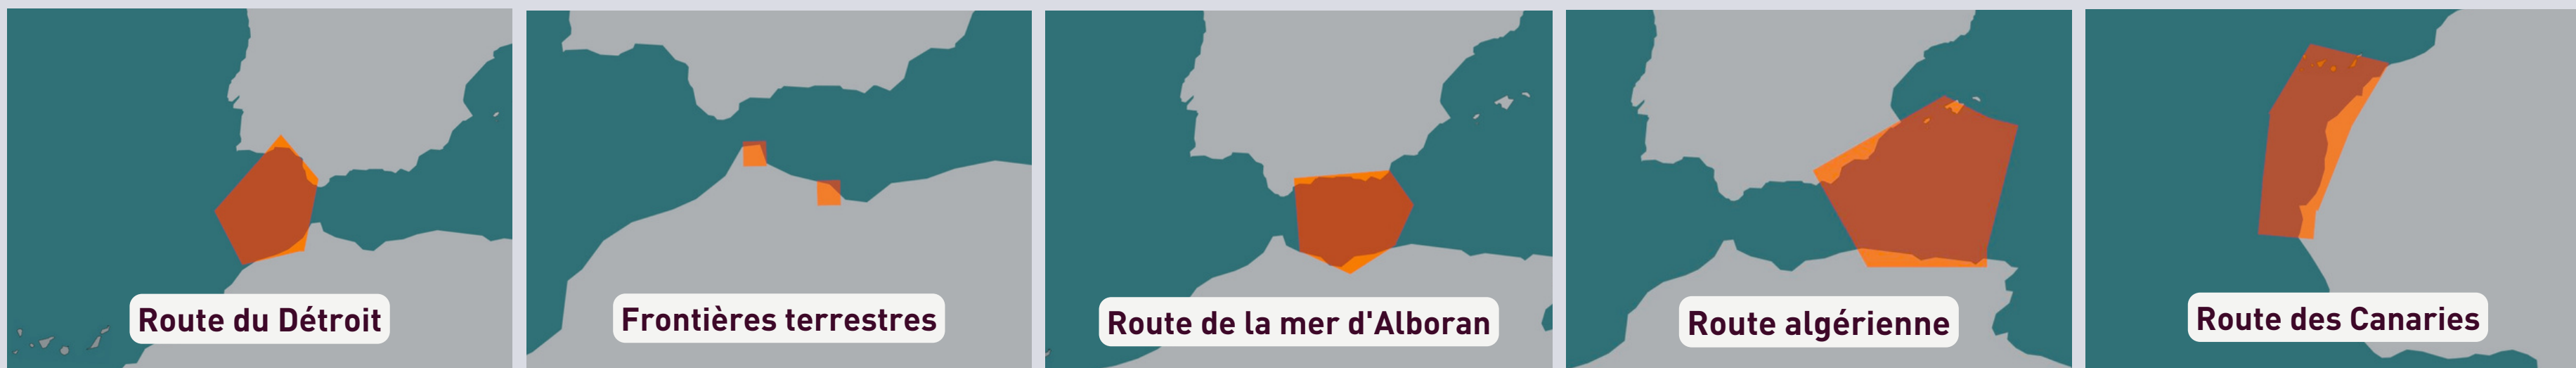 Route du Détroit
Frontières terrestres
Route de la mer d'Alboran
Route algérienne
Route des Canaries